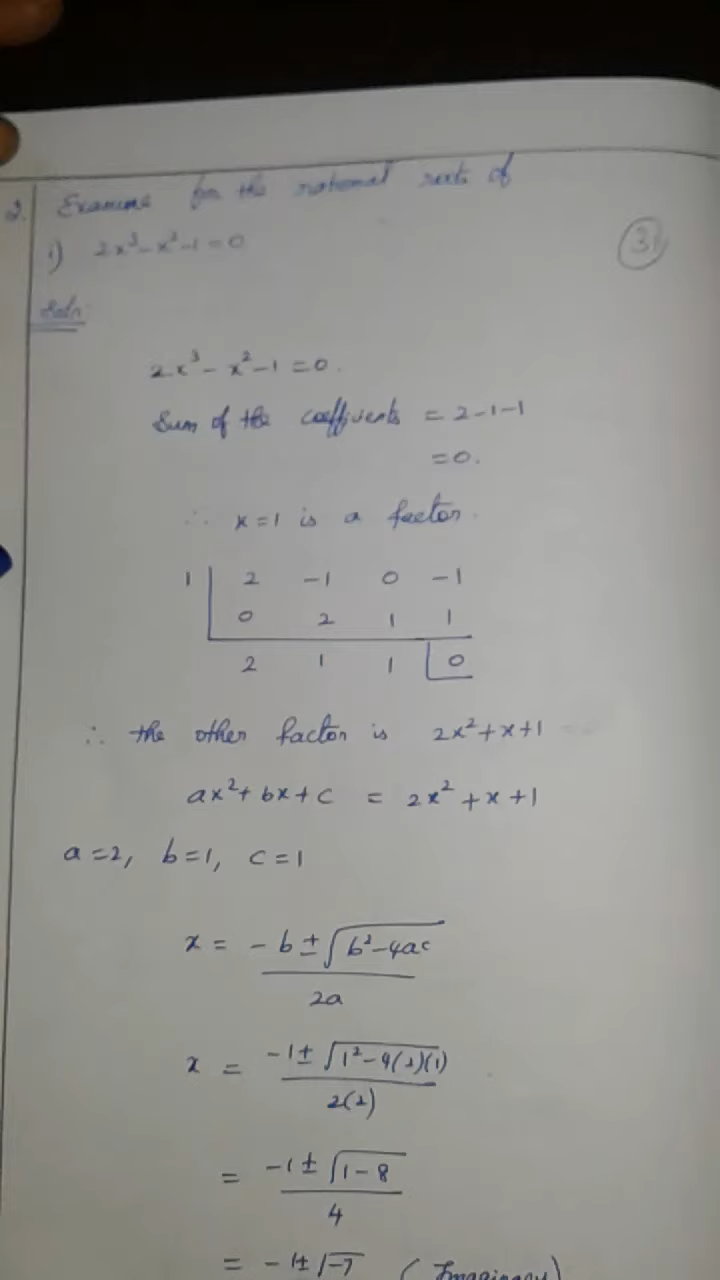 2. Examine for the rational roots of
i) 2x³ - x² - 1 = 0
31
Soln:
2x³ - x² - 1 = 0.
Sum of the coefficients = 2-1-1
= 0.
∴ x = 1 is a factor.
1 | 2 -1 0 -1
0 2 1 1
2 1 1 | 0
∴ the other factor is 2x² + x + 1
ax² + bx + c = 2x² + x + 1
a = 2, b = 1, c = 1
x = -b ± √b² - 4ac
2a
x = -1 ± √1² - 4(2)(1)
2(2)
= -1 ± √1 - 8
4
= -1 ± √-7 (Imaginary)